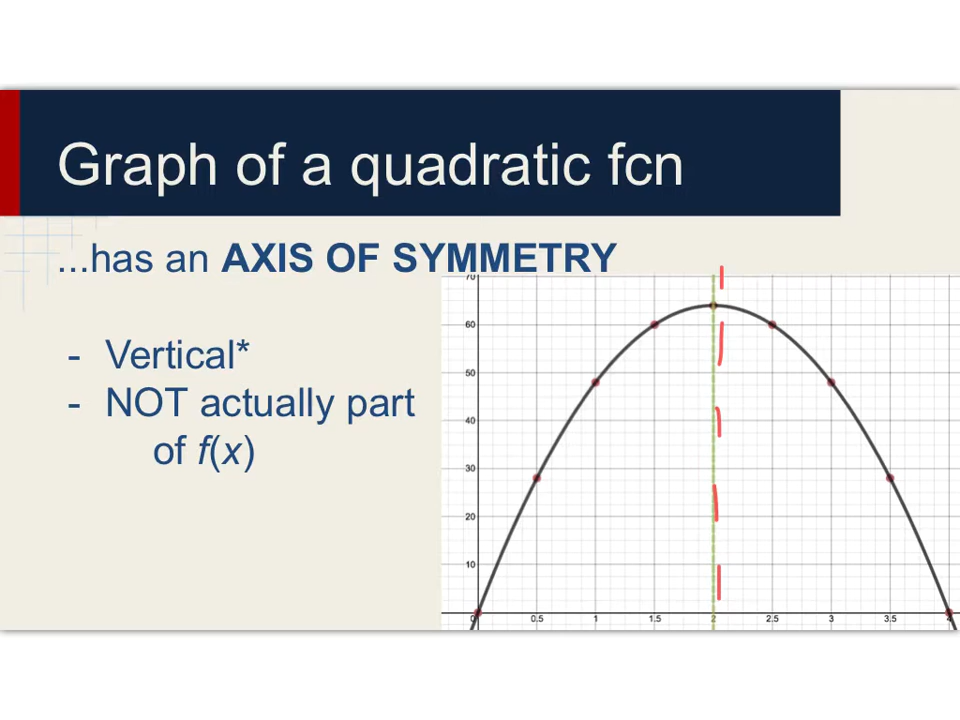 Graph of a quadratic fcn
...has an AXIS OF SYMMETRY
- Vertical*
- NOT actually part
of f(x)
70
60
50
40
30
20
10
0 0.5 1 1.5 2 2.5 3 3.5 4